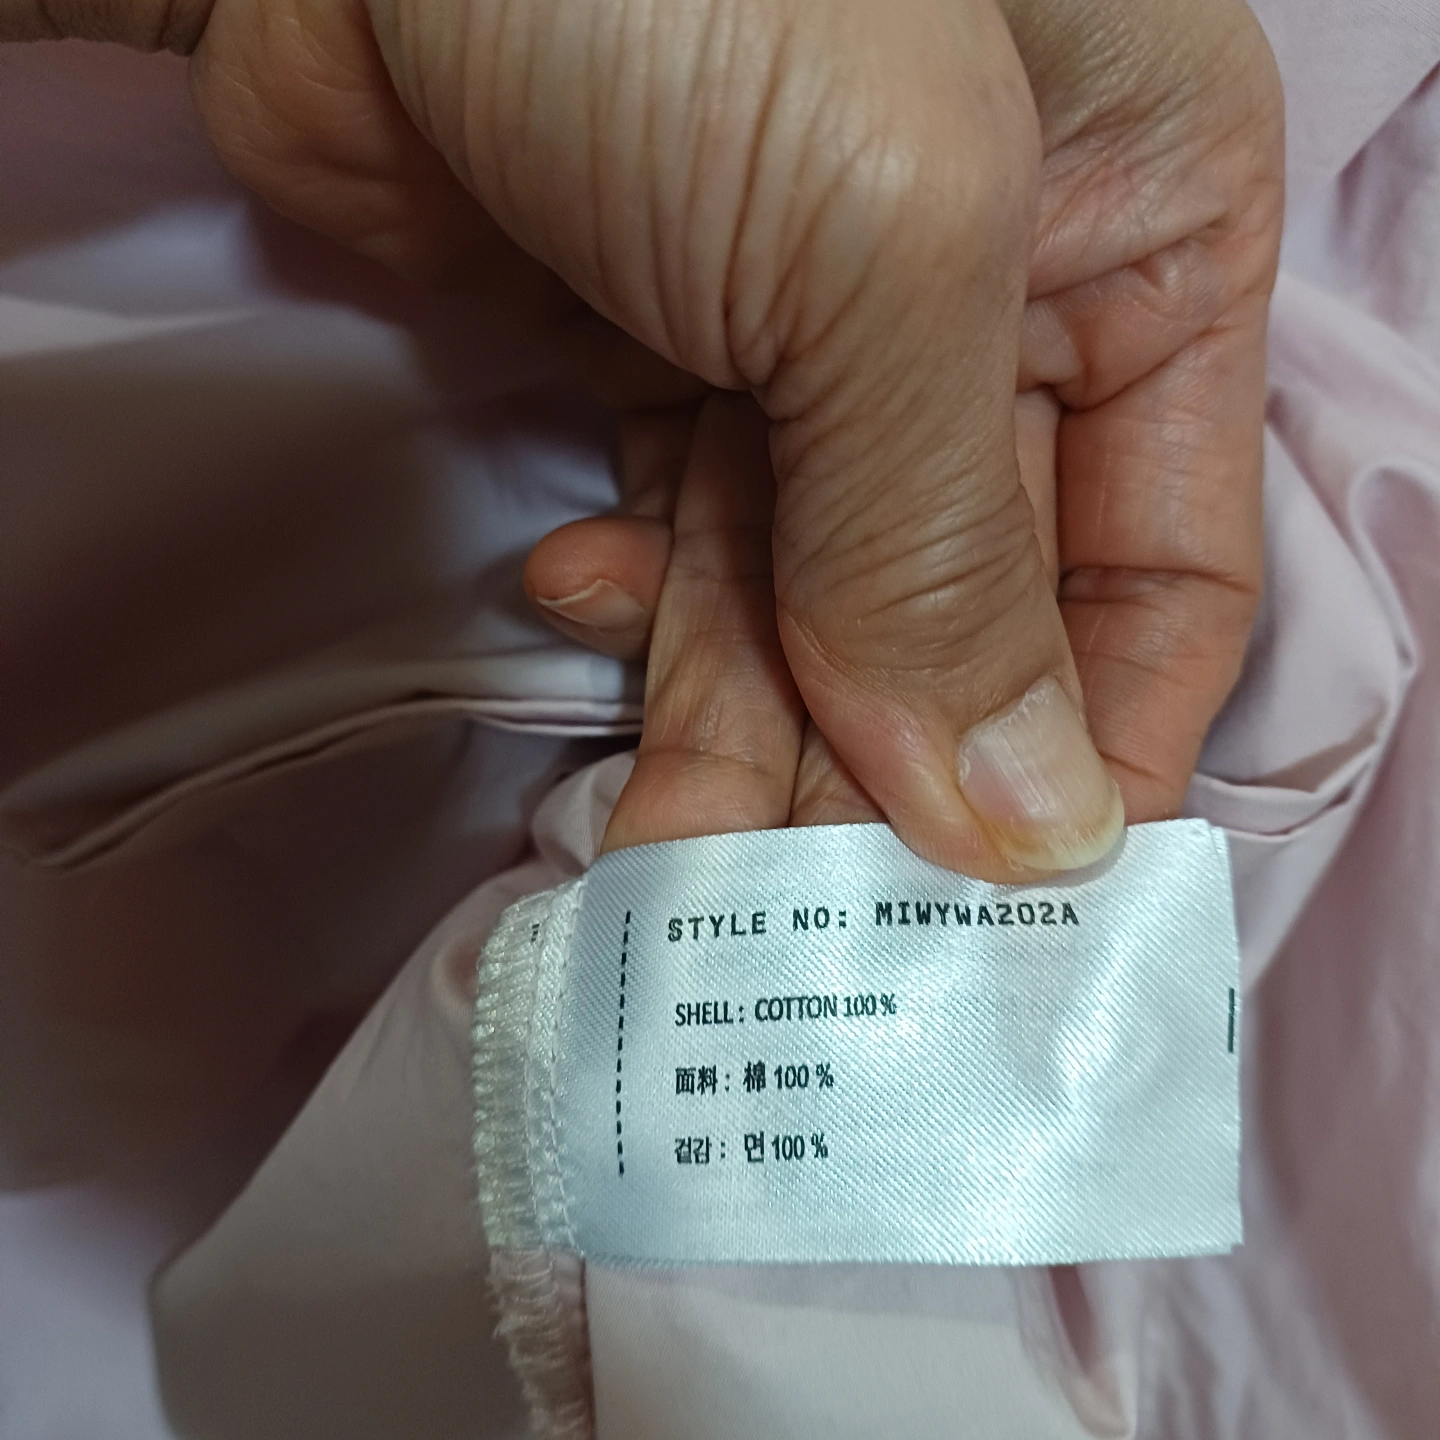 STYLE NO: MIWYWA202A
SHELL: COTTON 100%
面料: 棉 100%
겉감: 면 100%